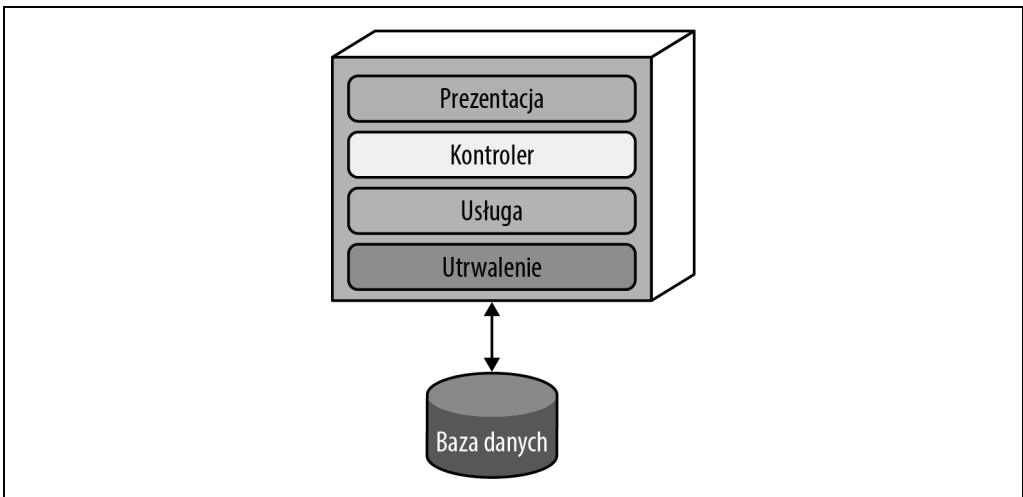 Prezentacja
Kontroler
Usługa
Utrwalenie
Baza danych